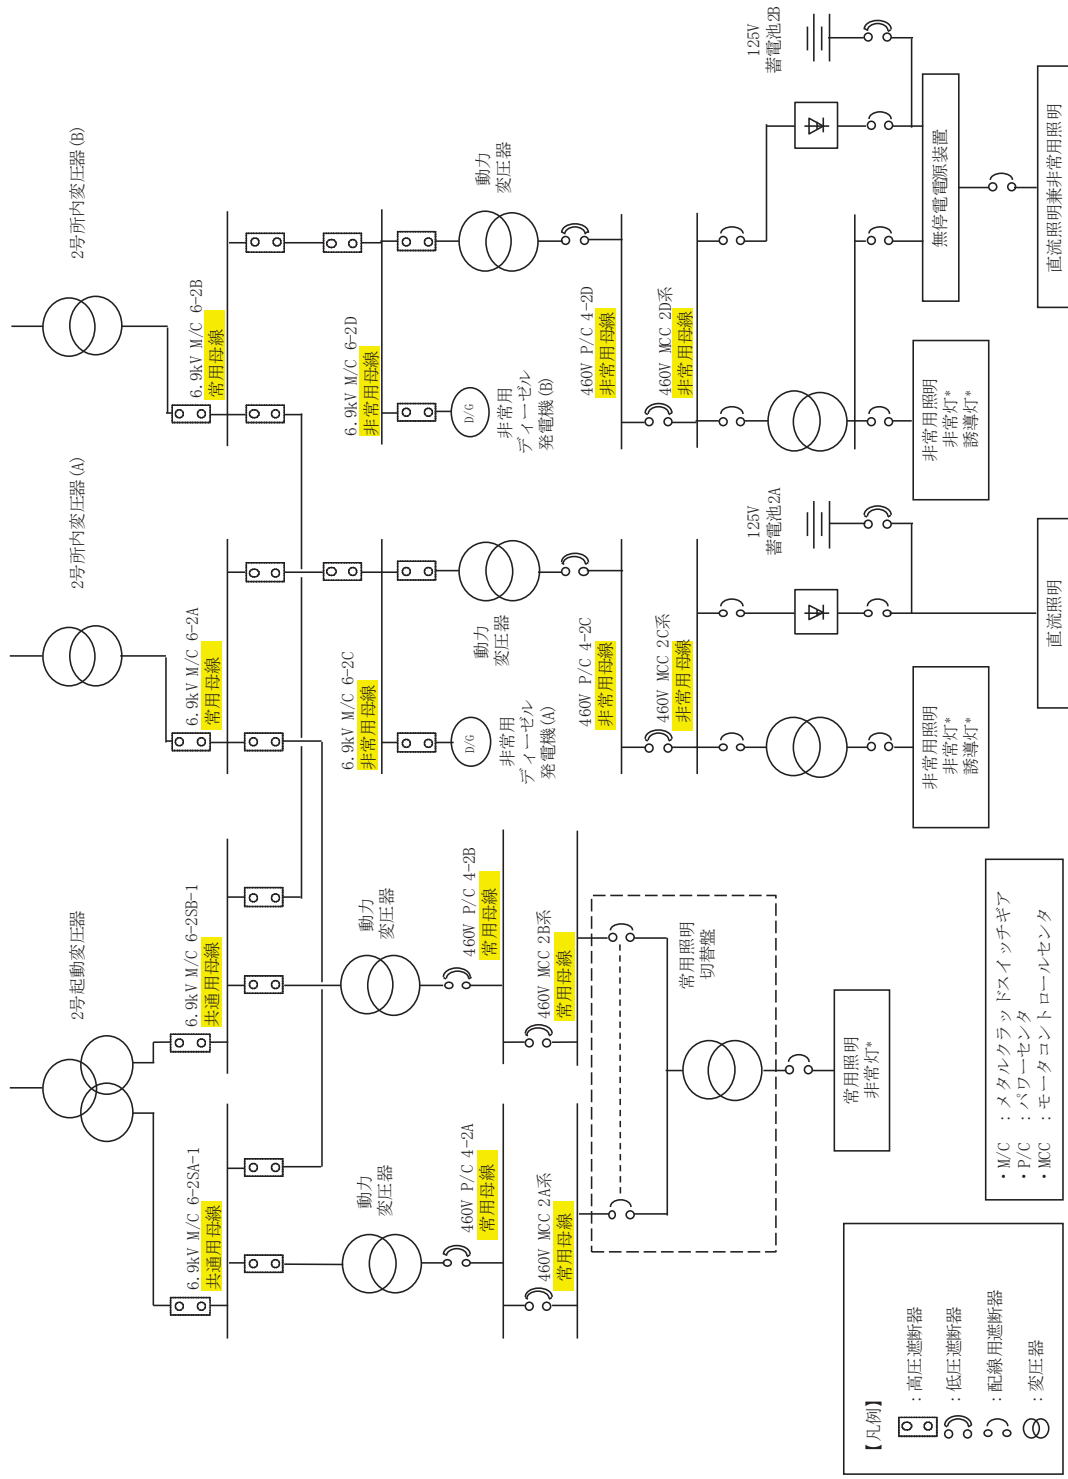 2号起動変圧器
2号所内変圧器(A)
2号所内変圧器(B)
6.9kV M/C 6-2SA-1
共通用母線
6.9kV M/C 6-2SB-1
共通用母線
6.9kV M/C 6-2A
常用母線
6.9kV M/C 6-2B
常用母線
6.9kV M/C 6-2C
非常用母線
6.9kV M/C 6-2D
非常用母線
動力
変圧器
動力
変圧器
動力
変圧器
動力
変圧器
D/G
非常用
ディーゼル
発電機(A)
D/G
非常用
ディーゼル
発電機(B)
460V P/C 4-2A
常用母線
460V P/C 4-2B
常用母線
460V P/C 4-2C
非常用母線
460V P/C 4-2D
非常用母線
460V MCC 2A系
常用母線
460V MCC 2B系
常用母線
460V MCC 2C系
非常用母線
460V MCC 2D系
非常用母線
常用照明
切替盤
125V
蓄電池2A
125V
蓄電池2B
無停電電源装置
常用照明
非常灯*
非常用照明
非常灯*
誘導灯*
直流照明
非常用照明
非常灯*
誘導灯*
直流照明兼非常用照明
【凡例】
：高圧遮断器
：低圧遮断器
：配線用遮断器
：変圧器
・M/C ：メタルクラッドスイッチギア
・P/C ：パワーセンタ
・MCC ：モータコントロールセンタ